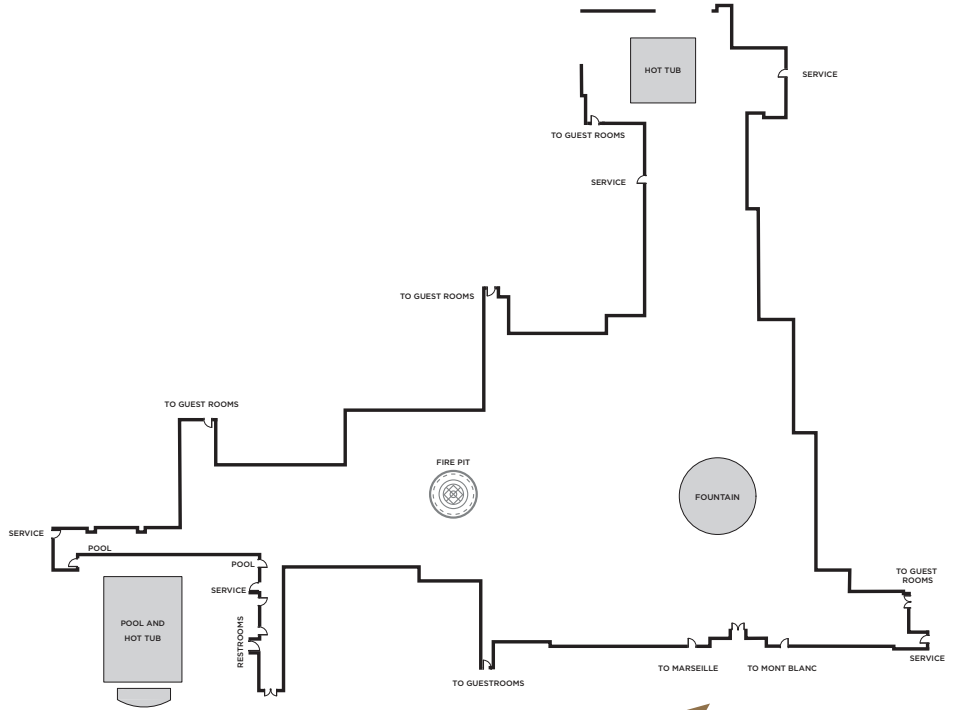 HOT TUB
SERVICE
TO GUEST ROOMS
SERVICE
TO GUEST ROOMS
TO GUEST ROOMS
FIRE PIT
FOUNTAIN
SERVICE
POOL
POOL
SERVICE
TO GUEST
ROOMS
POOL AND
HOT TUB
RESTROOMS
TO GUESTROOMS
TO MARSEILLE
TO MONT BLANC
SERVICE